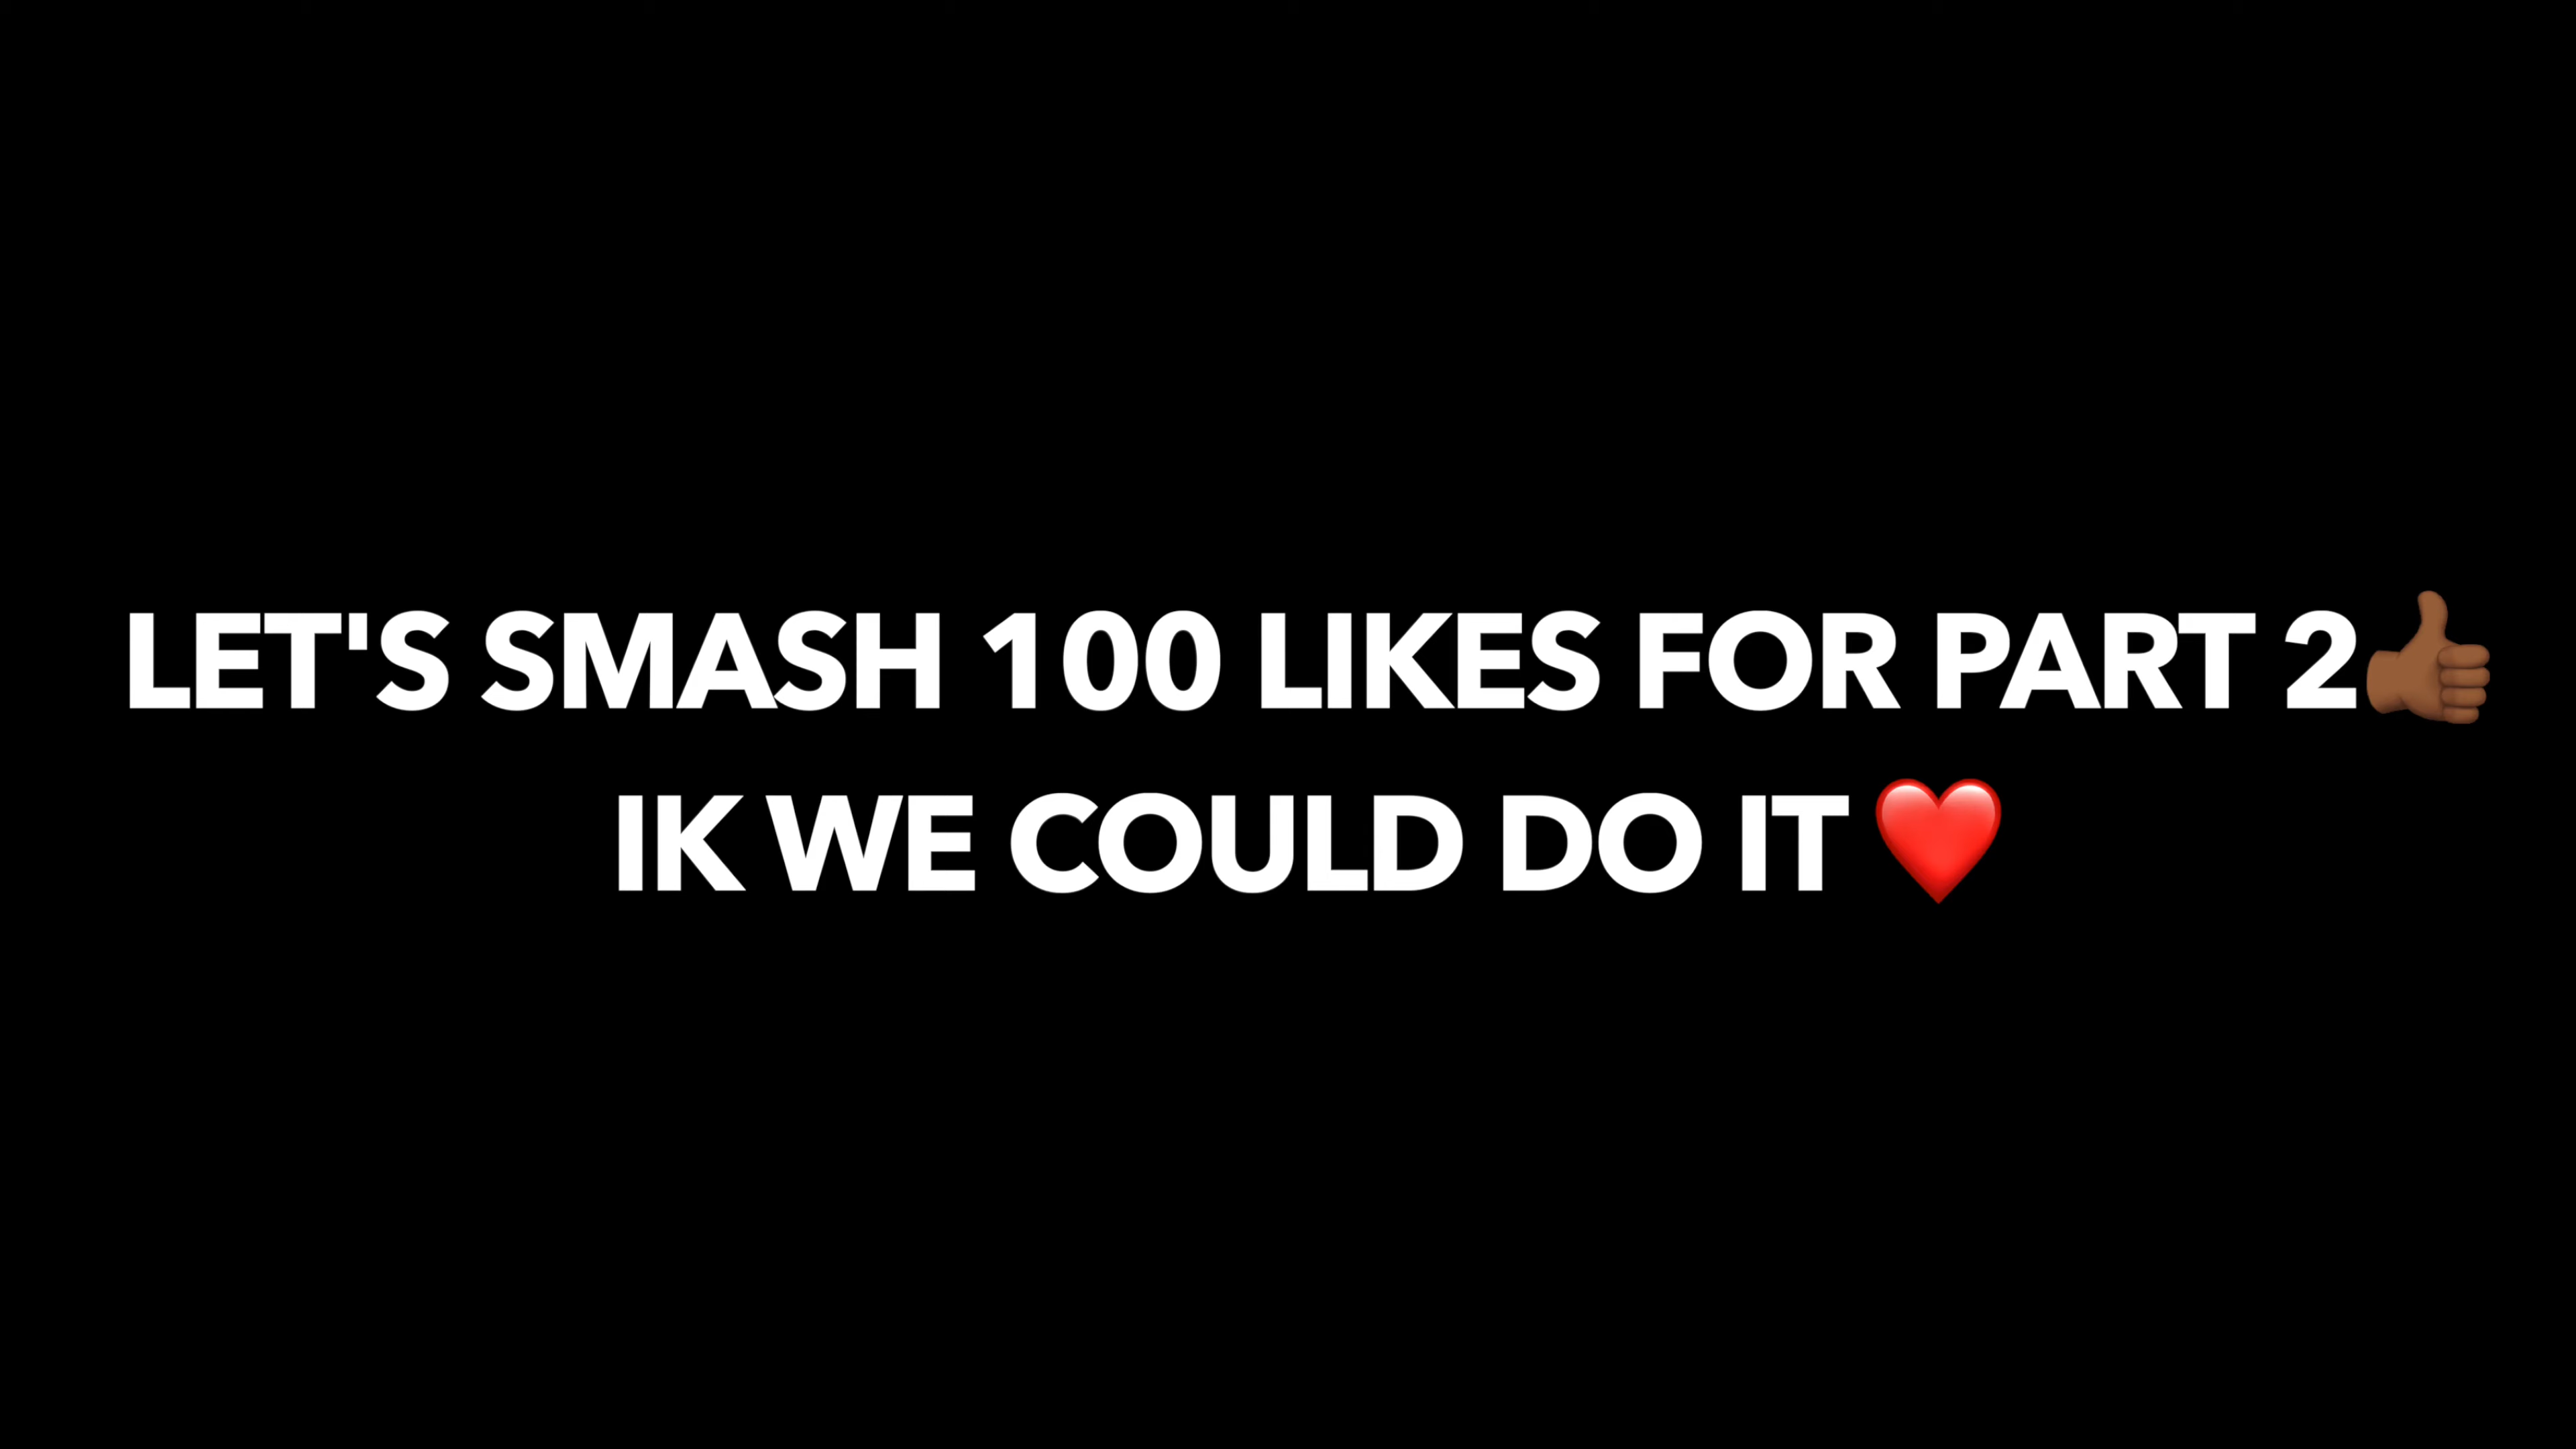 LET'S SMASH 100 LIKES FOR PART 2👍🏾
IK WE COULD DO IT ❤️